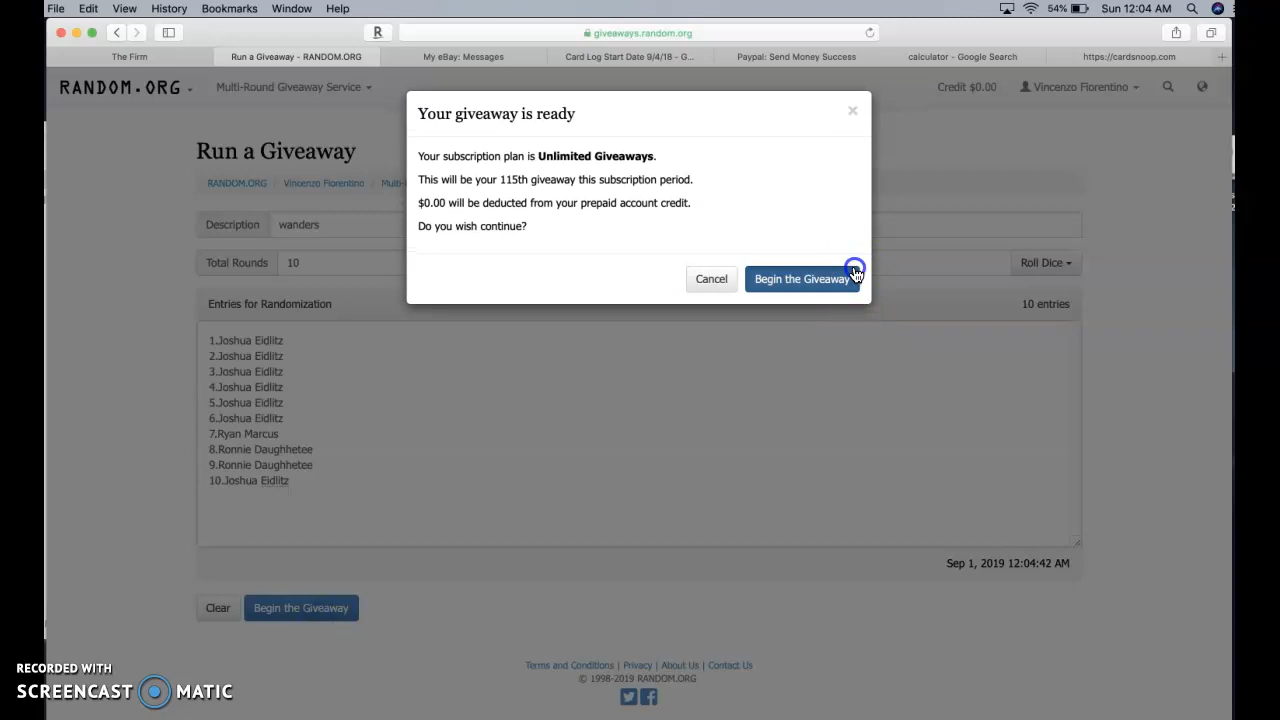 File Edit View History Bookmarks Window Help 54% Sun 12:04 AM
R giveaways.random.org
The Firm Run a Giveaway - RANDOM.ORG My eBay: Messages Card Log Start Date 9/4/18 - G... Paypal: Send Money Success calculator - Google Search https://cardsnoop.com
RANDOM.ORG Multi-Round Giveaway Service Credit $0.00 Vincenzo Fiorentino
Your giveaway is ready
Your subscription plan is Unlimited Giveaways.
This will be your 115th giveaway this subscription period.
$0.00 will be deducted from your prepaid account credit.
Do you wish continue?
Cancel Begin the Giveaway
Run a Giveaway
RANDOM.ORG Vincenzo Fiorentino
Description wanders
Total Rounds 10 Roll Dice
Entries for Randomization 10 entries
1.Joshua Eidlitz
2.Joshua Eidlitz
3.Joshua Eidlitz
4.Joshua Eidlitz
5.Joshua Eidlitz
6.Joshua Eidlitz
7.Ryan Marcus
8.Ronnie Daughhetee
9.Ronnie Daughhetee
10.Joshua Eidlitz
Sep 1, 2019 12:04:42 AM
Clear Begin the Giveaway
Terms and Conditions | Privacy | About Us | Contact Us
© 1998-2019 RANDOM.ORG
RECORDED WITH
SCREENCAST MATIC